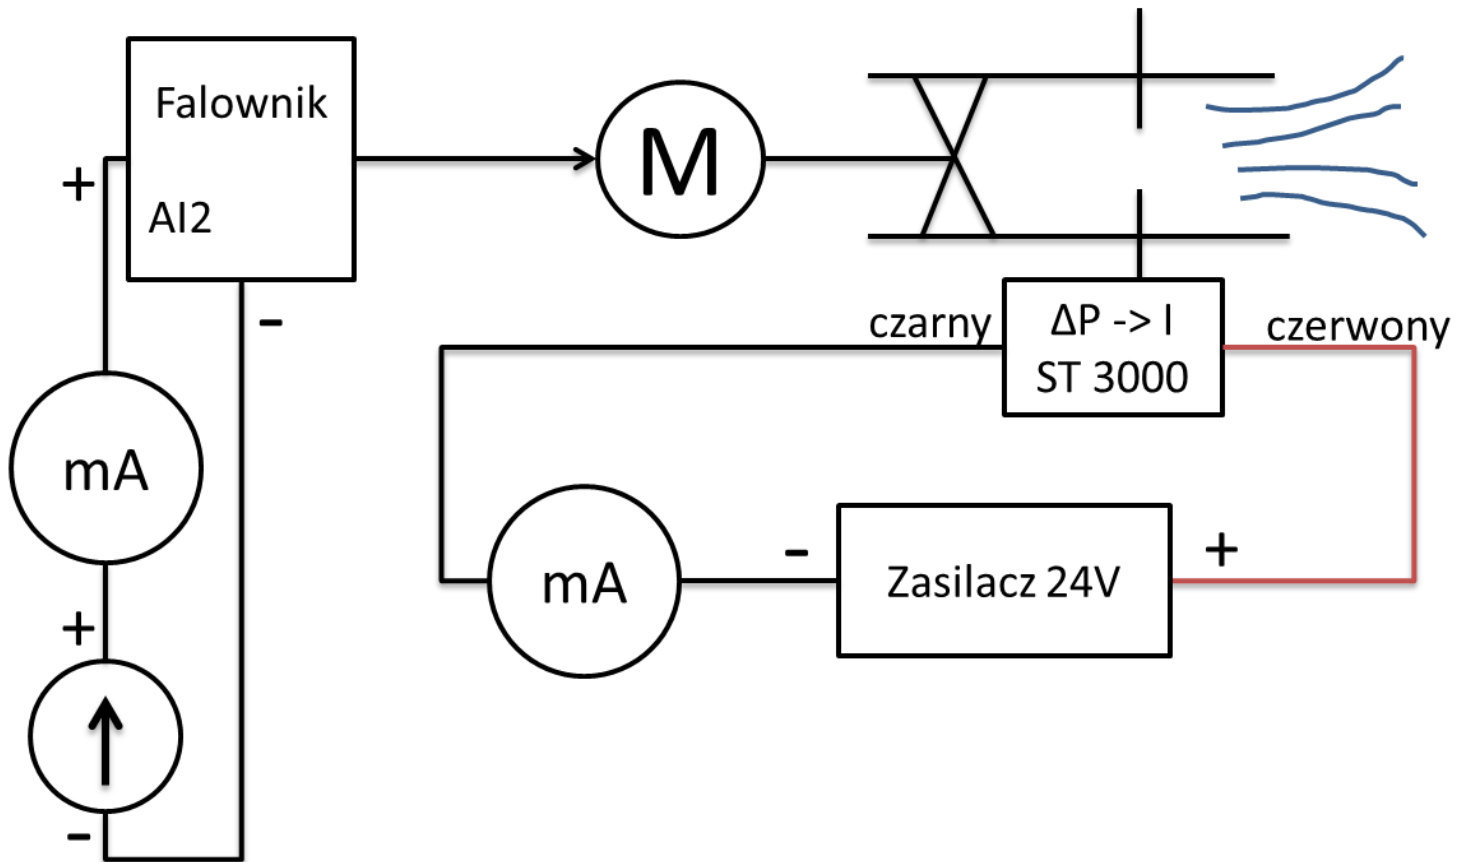 Falownik
+
AI2
-
M
mA
+
-
czarny
ΔP -> I
ST 3000
czerwony
mA
-
Zasilacz 24V
+